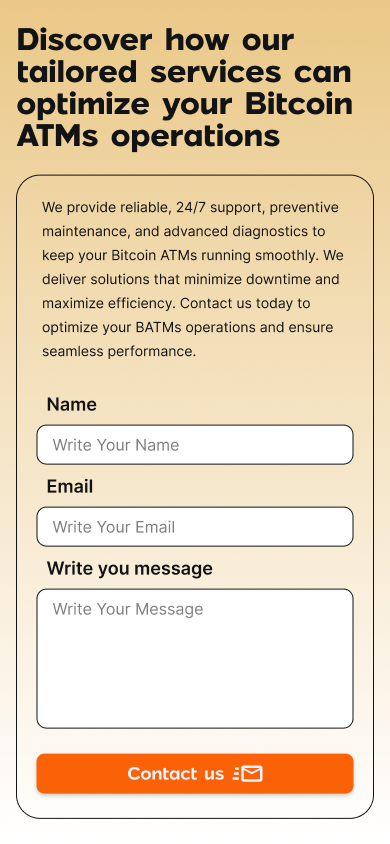 Discover how our
tailored services can
optimize your Bitcoin
ATMs operations
We provide reliable, 24/7 support, preventive
maintenance, and advanced diagnostics to
keep your Bitcoin ATMs running smoothly. We
deliver solutions that minimize downtime and
maximize efficiency. Contact us today to
optimize your BATMs operations and ensure
seamless performance.
Name
Write Your Name
Email
Write Your Email
Write you message
Write Your Message
Contact us